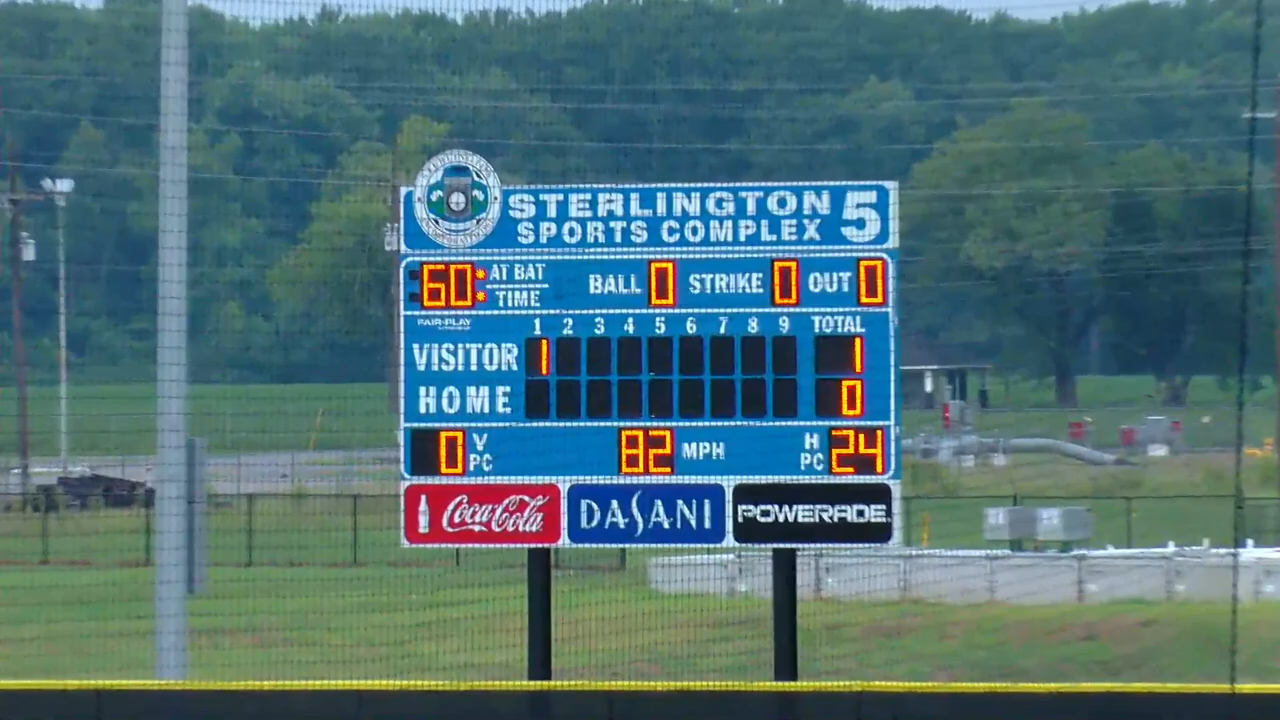 STERLINGTON 5
SPORTS COMPLEX
60: AT BAT TIME BALL 0 STRIKE 0 OUT 0
FAIR-PLAY 1 2 3 4 5 6 7 8 9 TOTAL
VISITOR 1 1
HOME 0
0 V PC 82 MPH H PC 24
Coca-Cola DASANI POWERADE